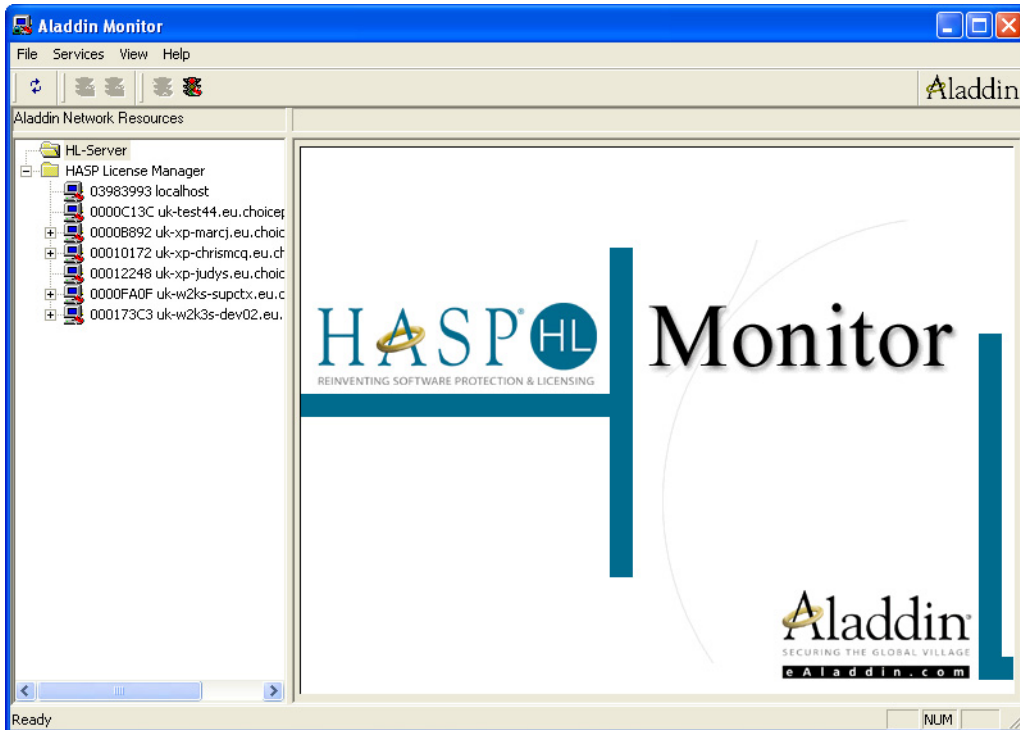 Aladdin Monitor
File Services View Help
Aladdin
Aladdin Network Resources
HL-Server
HASP License Manager
03983993 localhost
0000C13C uk-test44.eu.choicep
0000B892 uk-xp-marcj.eu.choic
00010172 uk-xp-chrismcq.eu.ch
00012248 uk-xp-judys.eu.choic
0000FA0F uk-w2ks-supctx.eu.c
000173C3 uk-w2k3s-dev02.eu.
HASP® HL Monitor
REINVENTING SOFTWARE PROTECTION & LICENSING
Aladdin®
SECURING THE GLOBAL VILLAGE
eAladdin.com
Ready NUM